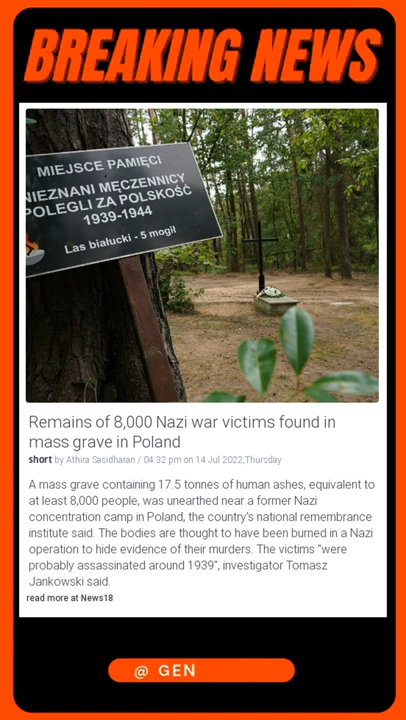 BREAKING NEWS
MIEJSCE PAMIĘCI
NIEZNANI MĘCZENNICY
POLEGLI ZA POLSKOŚĆ
1939-1944
Las białucki - 5 mogił
Remains of 8,000 Nazi war victims found in
mass grave in Poland
short by Athira Sasidharan / 04:32 pm on 14 Jul 2022,Thursday
A mass grave containing 17.5 tonnes of human ashes, equivalent to
at least 8,000 people, was unearthed near a former Nazi
concentration camp in Poland, the country's national remembrance
institute said. The bodies are thought to have been burned in a Nazi
operation to hide evidence of their murders. The victims "were
probably assassinated around 1939", investigator Tomasz
Jankowski said.
read more at News18
@ GEN